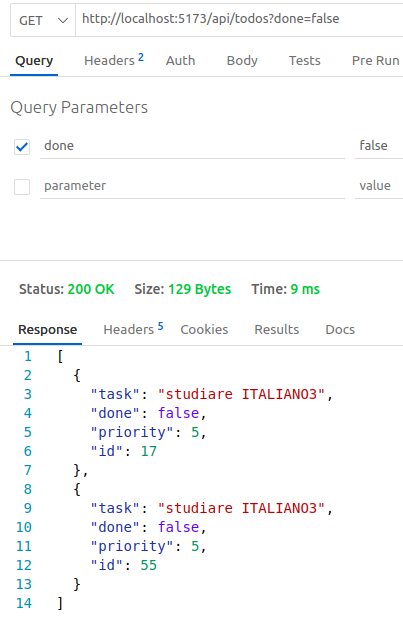 GET http://localhost:5173/api/todos?done=false
Query Headers 2 Auth Body Tests Pre Run
Query Parameters
done false
parameter value
Status: 200 OK Size: 129 Bytes Time: 9 ms
Response Headers 5 Cookies Results Docs
1 [
2 {
3 "task": "studiare ITALIANO3",
4 "done": false,
5 "priority": 5,
6 "id": 17
7 },
8 {
9 "task": "studiare ITALIANO3",
10 "done": false,
11 "priority": 5,
12 "id": 55
13 }
14 ]